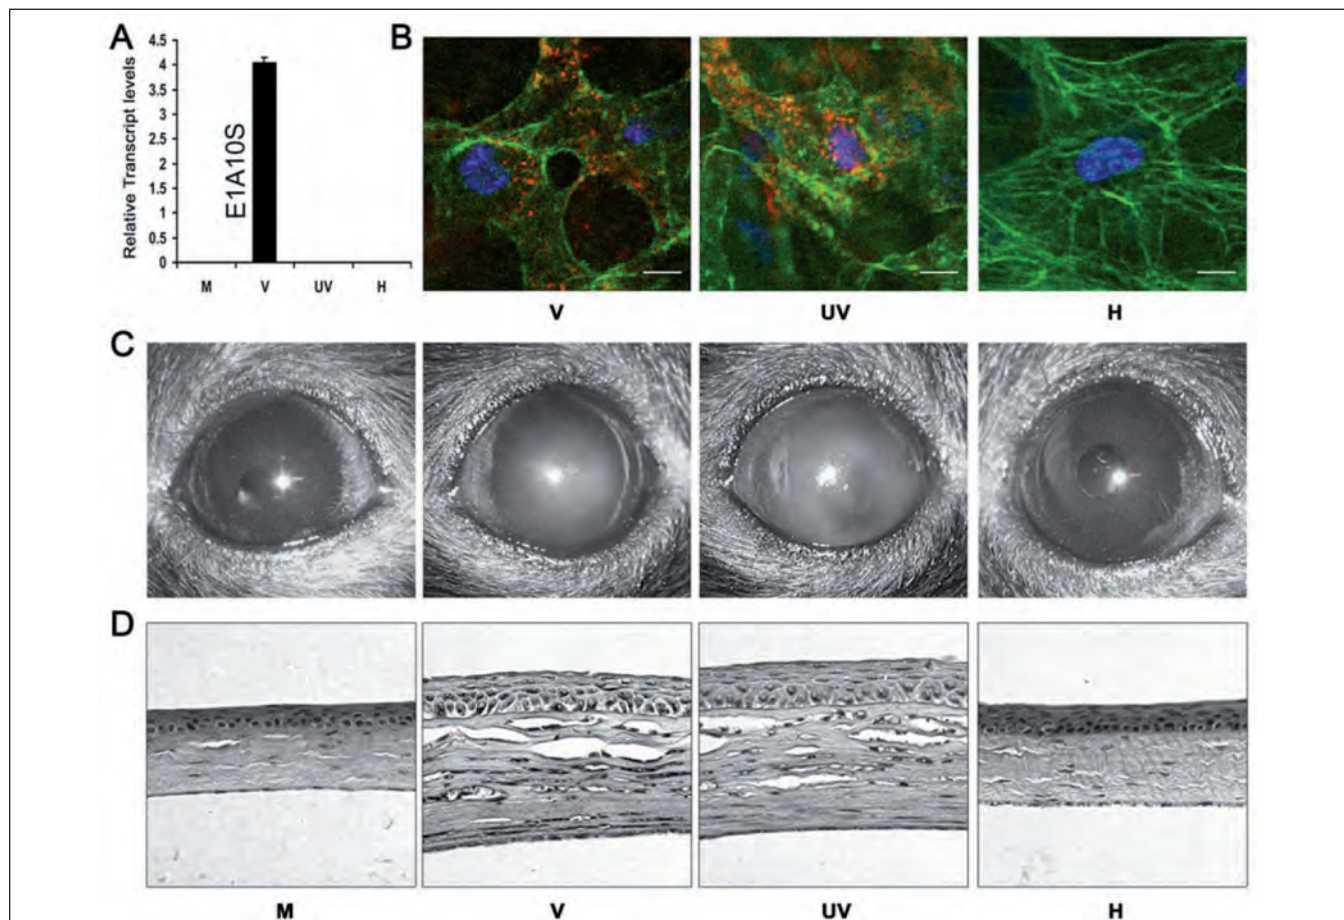 A
B
4.5
4
3.5
3
2.5
2
1.5
1
0.5
0
Relative Transcript levels
E1A10S
M V UV H
V UV H
C
D
M V UV H